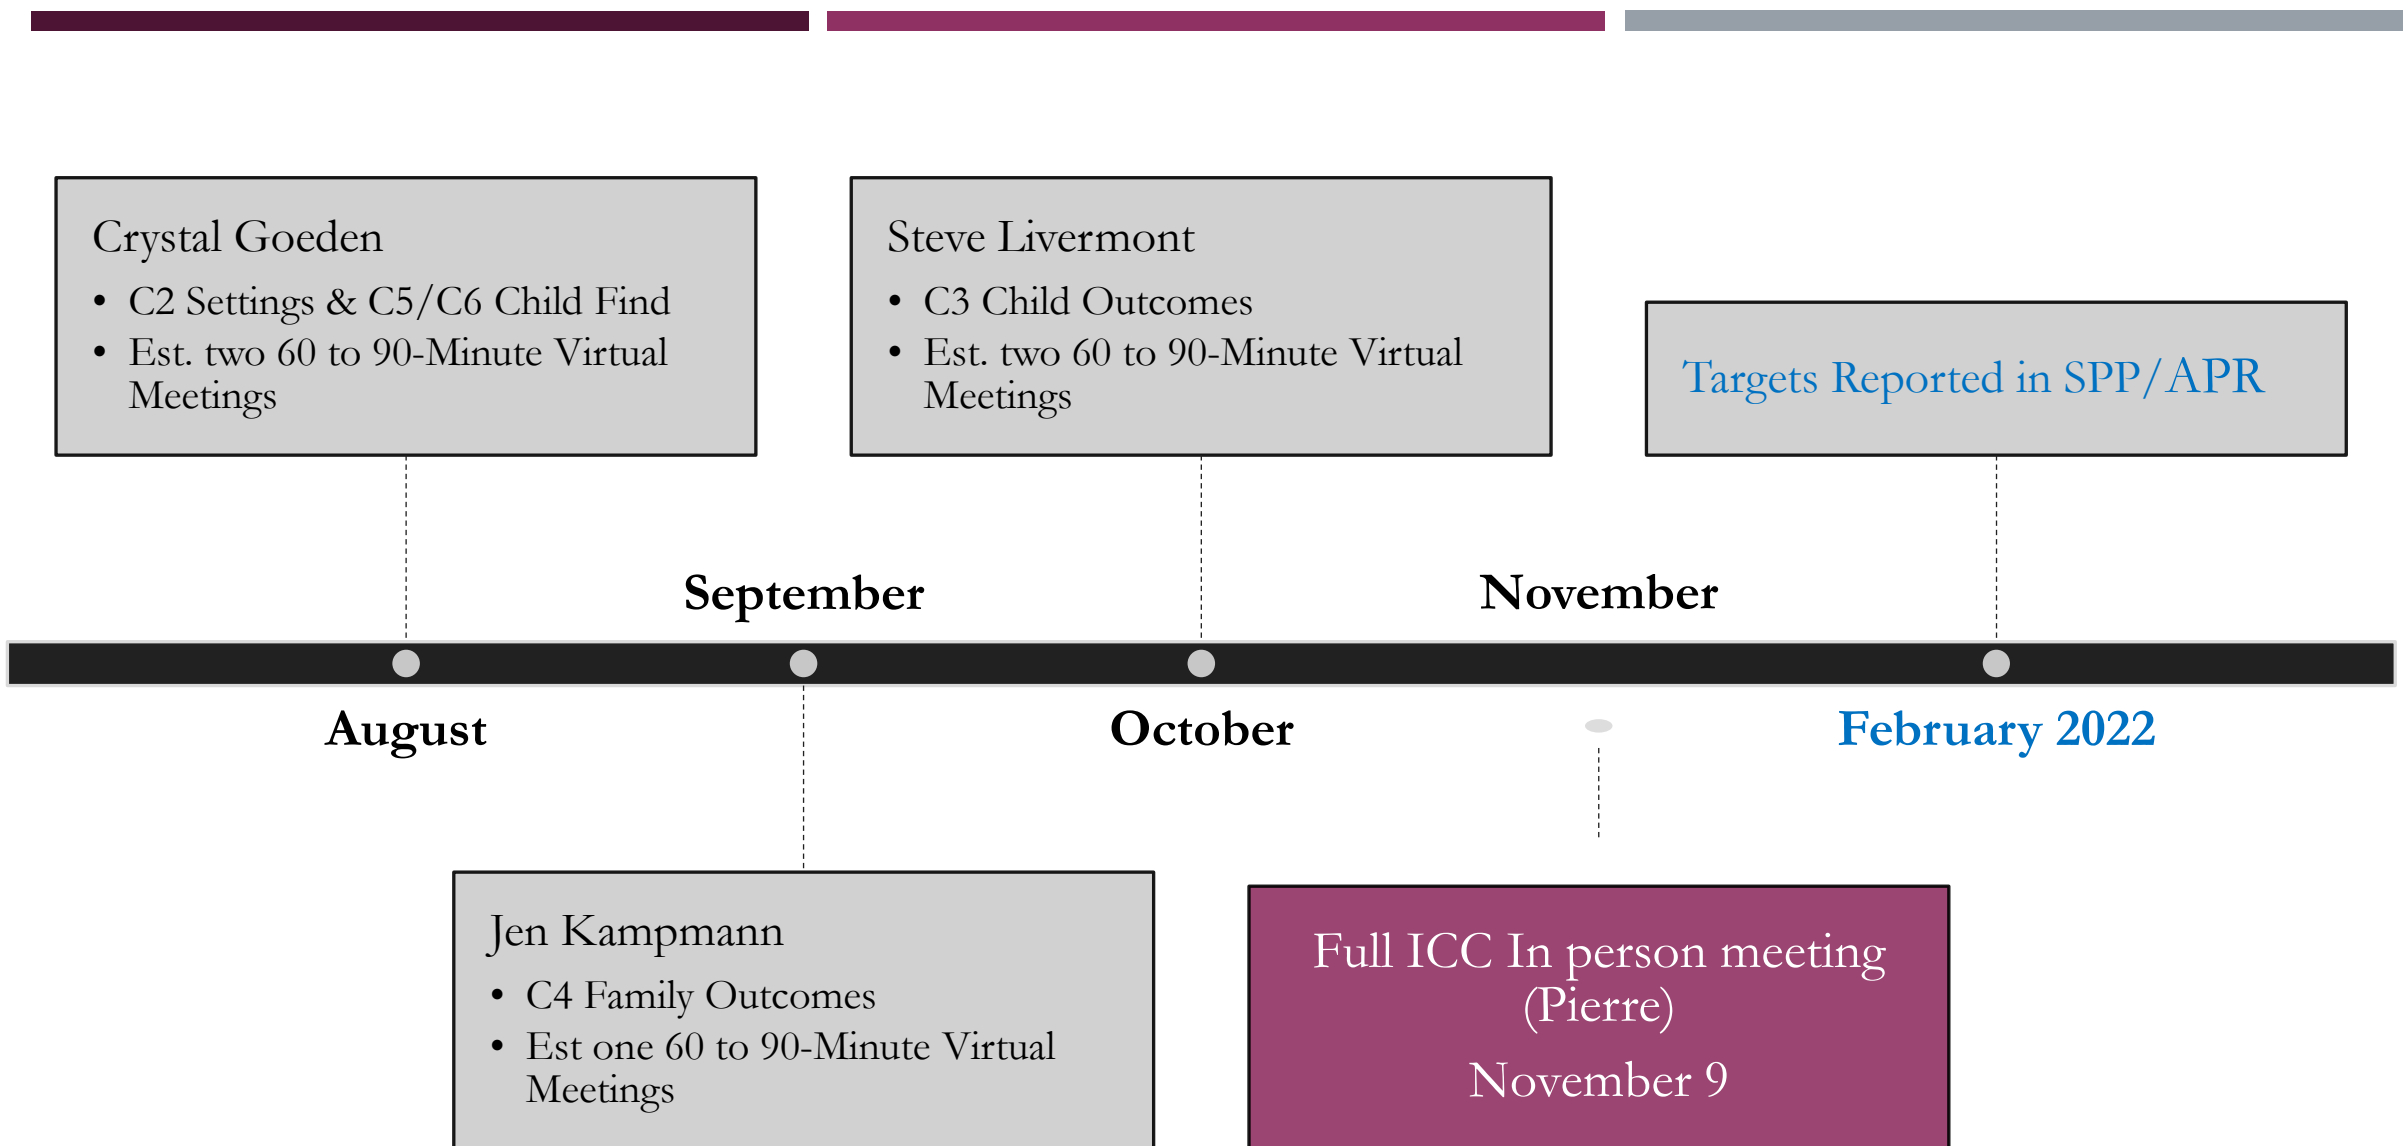 Crystal Goeden
• C2 Settings & C5/C6 Child Find
• Est. two 60 to 90-Minute Virtual
Meetings
Steve Livermont
• C3 Child Outcomes
• Est. two 60 to 90-Minute Virtual
Meetings
Targets Reported in SPP/APR
September
November
August
October
February 2022
Jen Kampmann
• C4 Family Outcomes
• Est one 60 to 90-Minute Virtual
Meetings
Full ICC In person meeting
(Pierre)
November 9